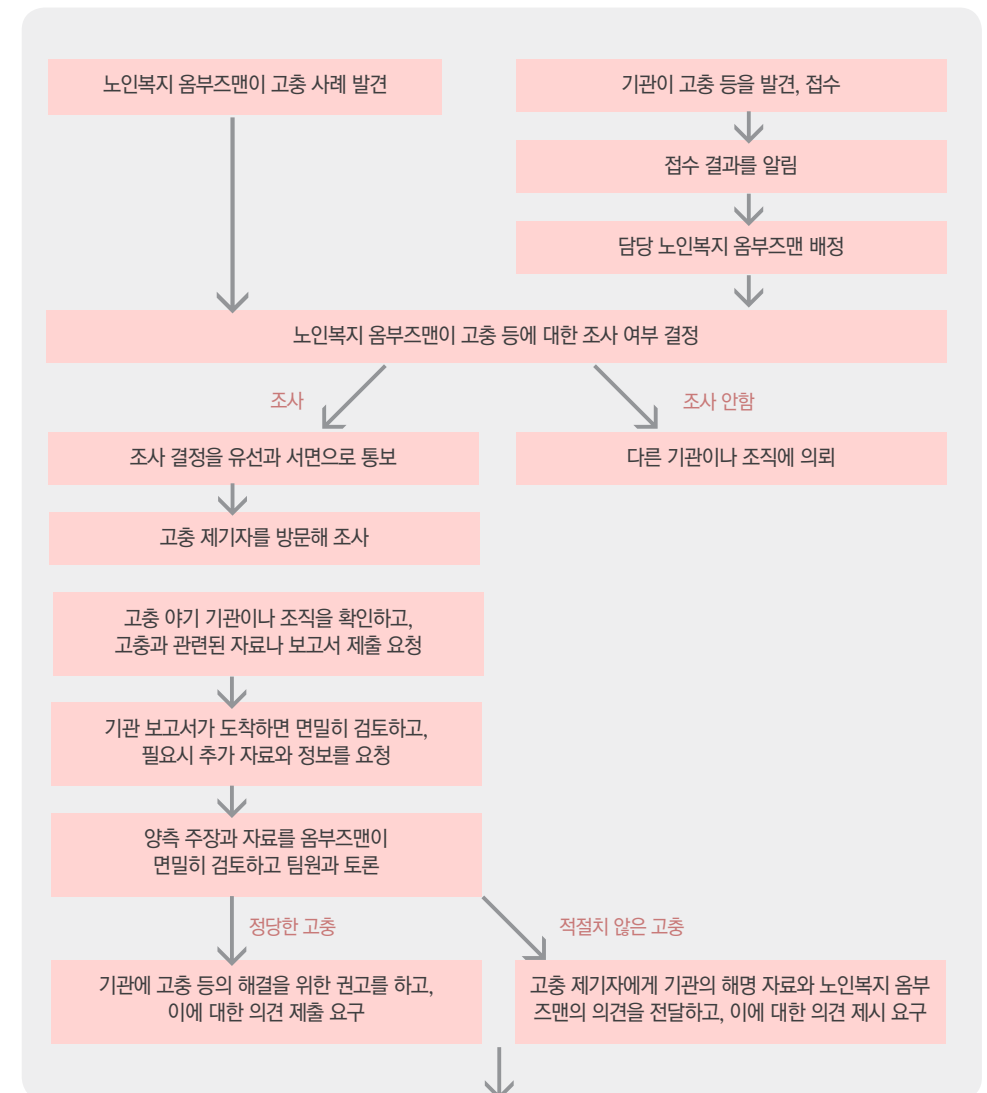 노인복지 옴부즈맨이 고충 사례 발견
기관이 고충 등을 발견, 접수
접수 결과를 알림
담당 노인복지 옴부즈맨 배정
노인복지 옴부즈맨이 고충 등에 대한 조사 여부 결정
조사
조사 안함
조사 결정을 유선과 서면으로 통보
다른 기관이나 조직에 의뢰
고충 제기자를 방문해 조사
고충 야기 기관이나 조직을 확인하고,
고충과 관련된 자료나 보고서 제출 요청
기관 보고서가 도착하면 면밀히 검토하고,
필요시 추가 자료와 정보를 요청
양측 주장과 자료를 옴부즈맨이
면밀히 검토하고 팀원과 토론
정당한 고충
적절치 않은 고충
기관에 고충 등의 해결을 위한 권고를 하고,
이에 대한 의견 제출 요구
고충 제기자에게 기관의 해명 자료와 노인복지 옴부
즈맨의 의견을 전달하고, 이에 대한 의견 제시 요구